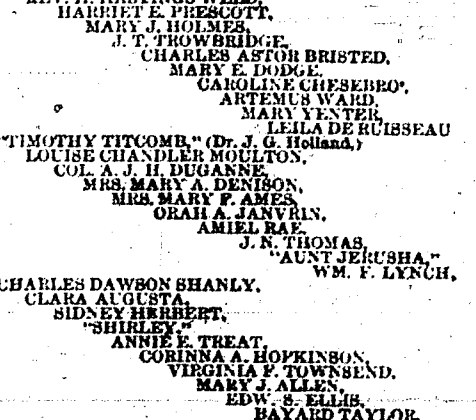 REV. H. HASTINGS WELD,
HARRIET E. PRESCOTT,
MARY J. HOLMES,
J. T. TROWBRIDGE,
CHARLES ASTOR BRISTED,
MARY E. DODGE,
CAROLINE CHESEBRO',
ARTEMUS WARD,
MARY YENTER,
LEILA DE RUISSEAU
"TIMOTHY TITCOMB," (Dr. J. G. Holland,)
LOUISE CHANDLER MOULTON,
COL. A. J. H. DUGANNE,
MRS. MARY A. DENISON,
MRS. MARY F. AMES,
ORAH A. JANVRIN,
AMIEL RAE,
J. N. THOMAS,
"AUNT JERUSHA,"
WM. F. LYNCH,
CHARLES DAWSON SHANLY,
CLARA AUGUSTA,
SIDNEY HERBERT,
"SHIRLEY,"
ANNIE E. TREAT,
CORINNA A. HOPKINSON,
VIRGINIA F. TOWNSEND,
MARY J. ALLEN,
EDW. S. ELLIS,
BAYARD TAYLOR,